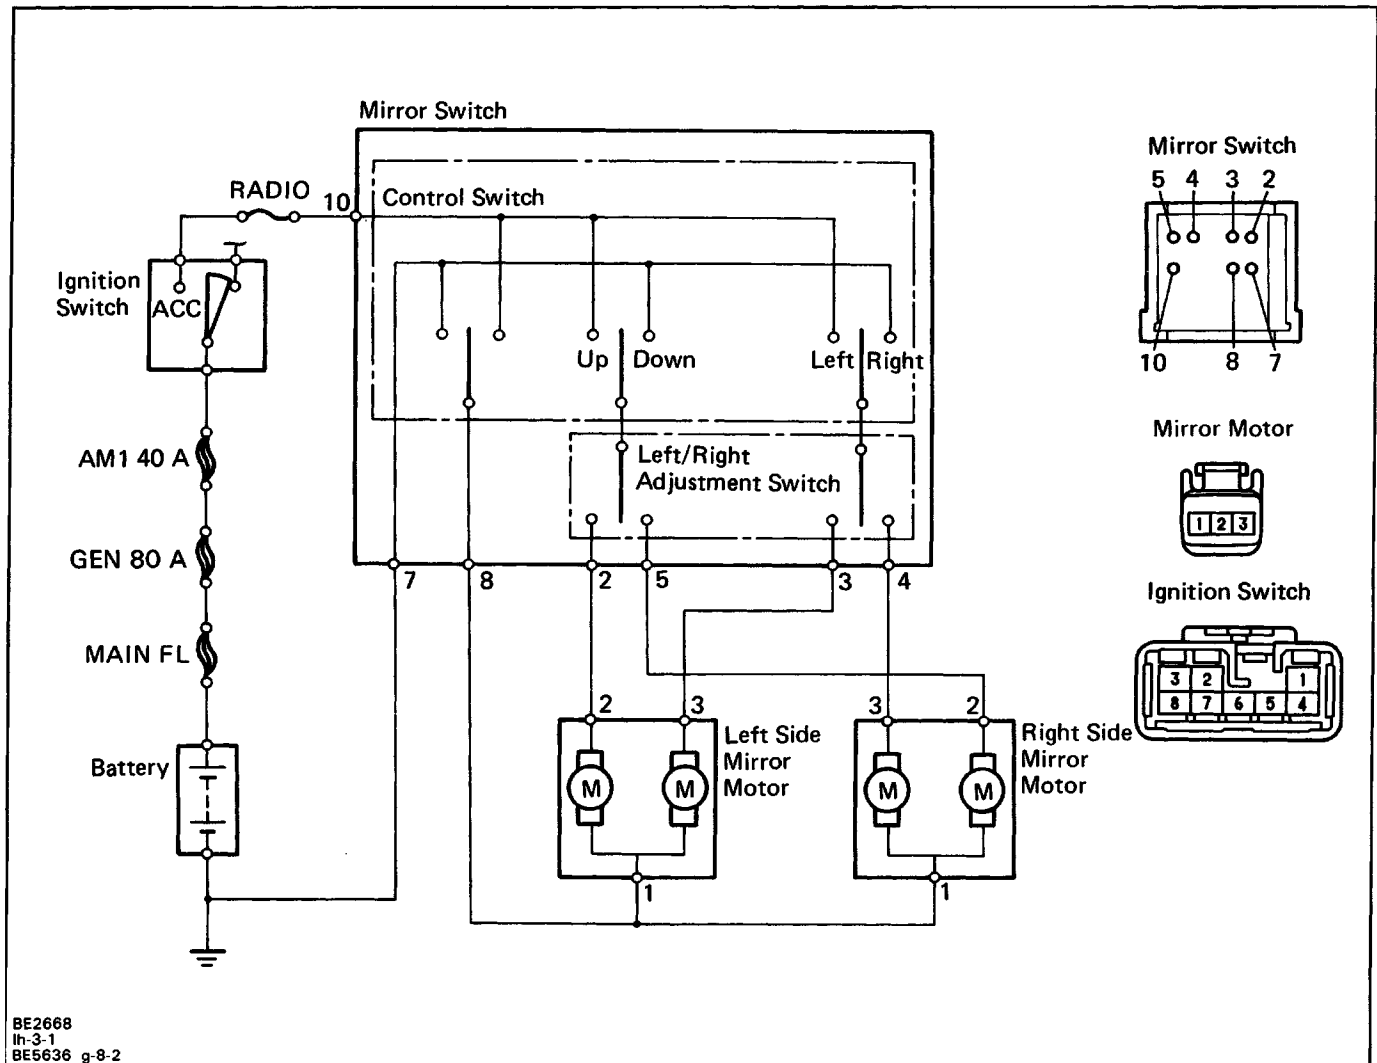 Mirror Switch
RADIO
10
Control Switch
Ignition
Switch
ACC
Up
Down
Left
Right
AM1 40 A
Left/Right
Adjustment Switch
GEN 80 A
7
8
2
5
3
4
MAIN FL
2
3
3
2
Left Side
Mirror
Motor
Right Side
Mirror
Motor
Battery
M
M
M
M
1
1
Mirror Switch
5 4 3 2
10 8 7
Mirror Motor
1 2 3
Ignition Switch
3 2 1
8 7 6 5 4
BE2668
lh-3-1
BE5636 g-8-2